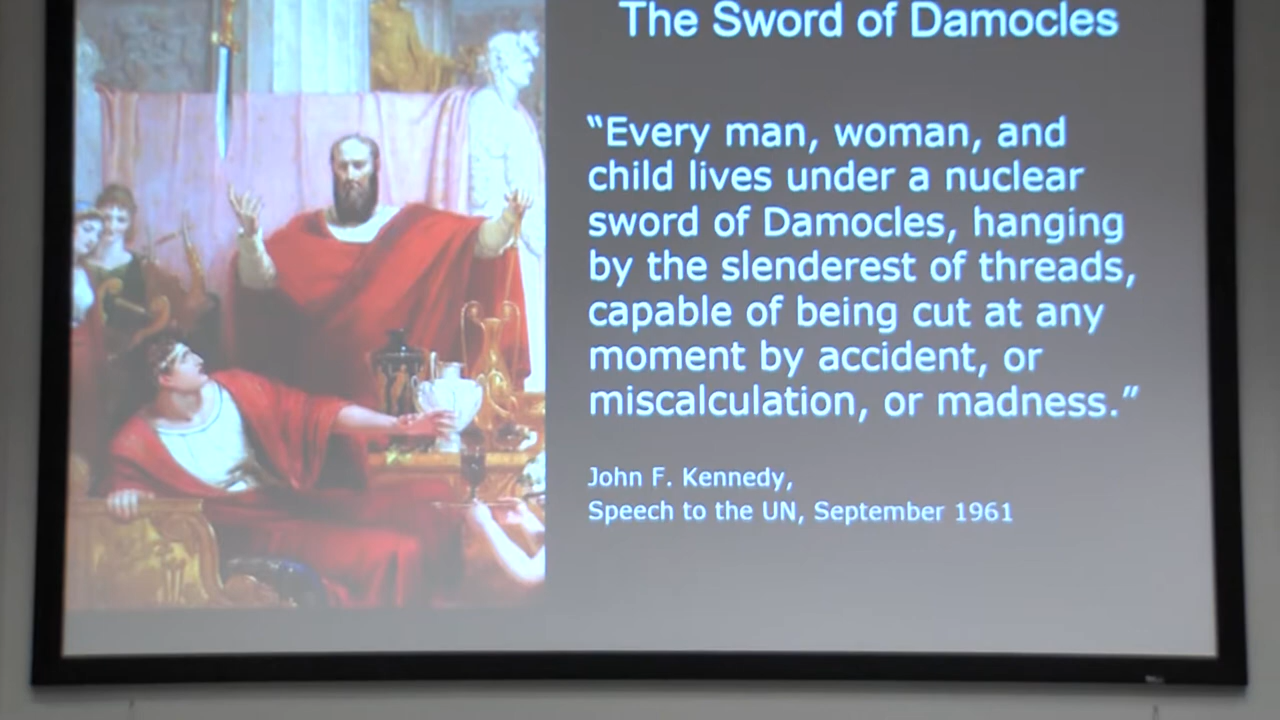 The Sword of Damocles
“Every man, woman, and
child lives under a nuclear
sword of Damocles, hanging
by the slenderest of threads,
capable of being cut at any
moment by accident, or
miscalculation, or madness.”
John F. Kennedy,
Speech to the UN, September 1961